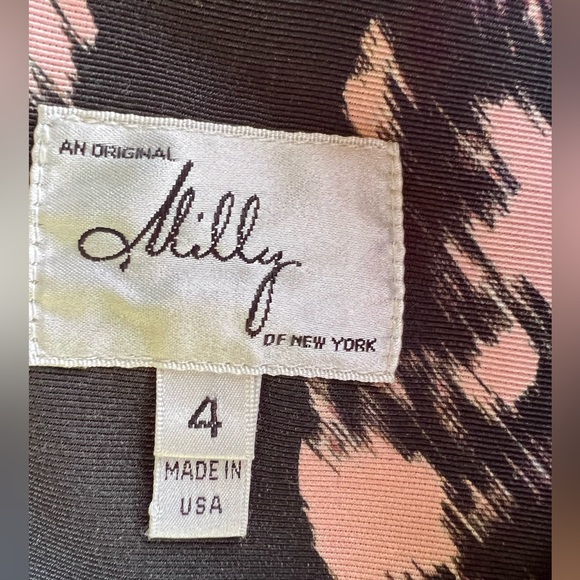 AN ORIGINAL
Milly
OF NEW YORK
4
MADE IN
USA